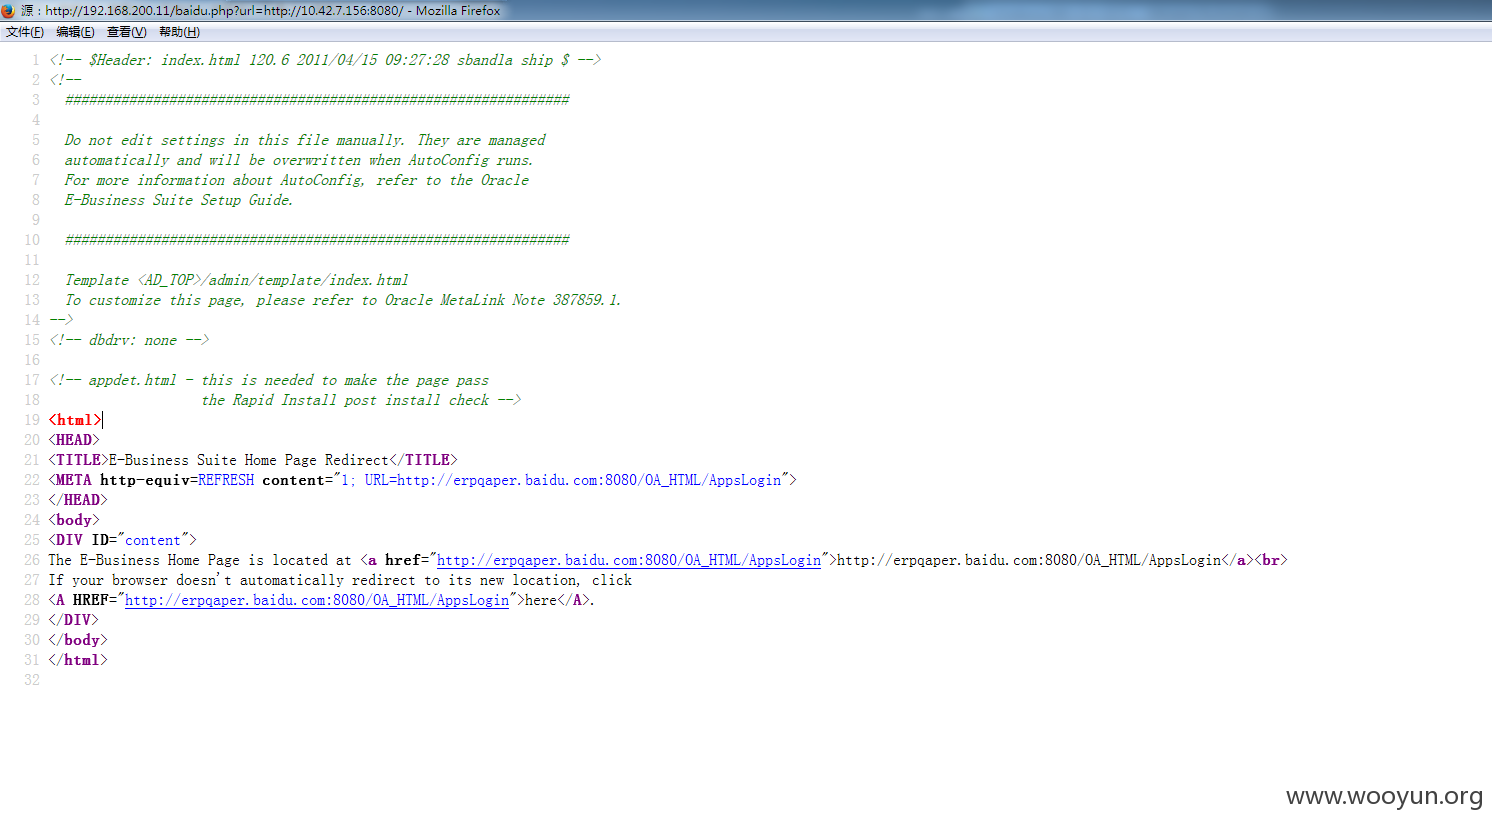 源：http://192.168.200.11/baidu.php?url=http://10.42.7.156:8080/ - Mozilla Firefox
文件(F) 编辑(E) 查看(V) 帮助(H)
1 <!-- $Header: index.html 120.6 2011/04/15 09:27:28 sbandla ship $ -->
2 <!--
3 ###############################################################
4
5 Do not edit settings in this file manually. They are managed
6 automatically and will be overwritten when AutoConfig runs.
7 For more information about AutoConfig, refer to the Oracle
8 E-Business Suite Setup Guide.
9
10 ###############################################################
11
12 Template <AD_TOP>/admin/template/index.html
13 To customize this page, please refer to Oracle MetaLink Note 387859.1.
14 -->
15 <!-- dbdrv: none -->
16
17 <!-- appdet.html - this is needed to make the page pass
18 the Rapid Install post install check -->
19 <html>
20 <HEAD>
21 <TITLE>E-Business Suite Home Page Redirect</TITLE>
22 <META http-equiv=REFRESH content="1; URL=http://erpqaper.baidu.com:8080/OA_HTML/AppsLogin">
23 </HEAD>
24 <body>
25 <DIV ID="content">
26 The E-Business Home Page is located at <a href="http://erpqaper.baidu.com:8080/OA_HTML/AppsLogin">http://erpqaper.baidu.com:8080/OA_HTML/AppsLogin</a><br>
27 If your browser doesn't automatically redirect to its new location, click
28 <A HREF="http://erpqaper.baidu.com:8080/OA_HTML/AppsLogin">here</A>.
29 </DIV>
30 </body>
31 </html>
32
www.wooyun.org